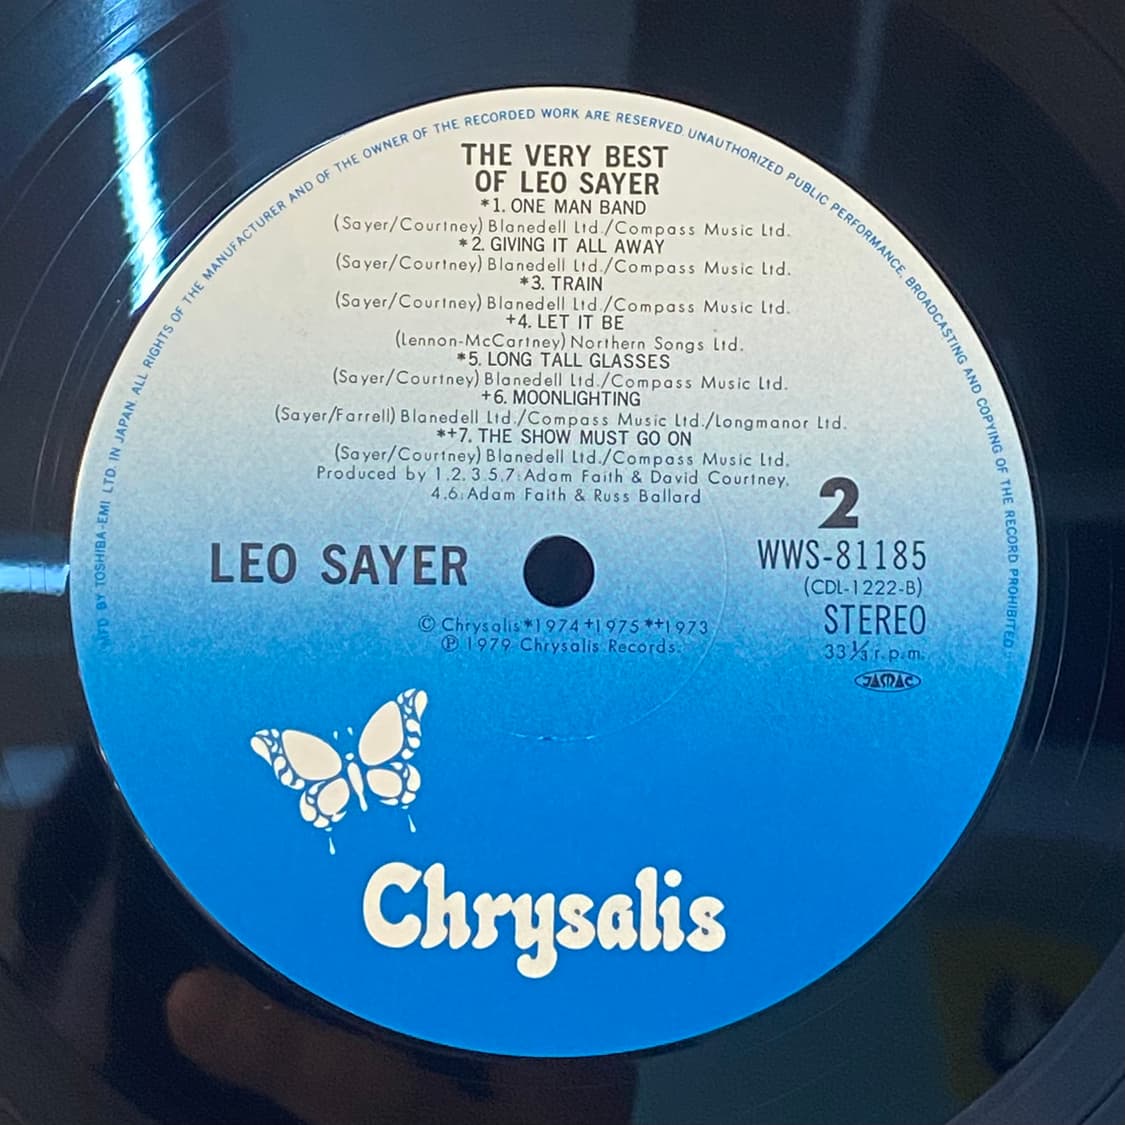 MFD BY TOSHIBA-EMI LTD. IN JAPAN. ALL RIGHTS OF THE MANUFACTURER AND OF THE OWNER OF THE RECORDED WORK ARE RESERVED. UNAUTHORIZED PUBLIC PERFORMANCE, BROADCASTING AND COPYING OF THE RECORD PROHIBITED
THE VERY BEST
OF LEO SAYER
*1. ONE MAN BAND
(Sayer/Courtney) Blanedell Ltd./Compass Music Ltd.
*2. GIVING IT ALL AWAY
(Sayer/Courtney) Blanedell Ltd./Compass Music Ltd.
*3. TRAIN
(Sayer/Courtney) Blanedell Ltd./Compass Music Ltd.
+4. LET IT BE
(Lennon-McCartney) Northern Songs Ltd.
*5. LONG TALL GLASSES
(Sayer/Courtney) Blanedell Ltd./Compass Music Ltd.
+6. MOONLIGHTING
(Sayer/Farrell) Blanedell Ltd./Compass Music Ltd./Longmanor Ltd.
*+7. THE SHOW MUST GO ON
(Sayer/Courtney) Blanedell Ltd./Compass Music Ltd.
Produced by 1.2.3.5.7: Adam Faith & David Courtney.
4.6: Adam Faith & Russ Ballard
2
LEO SAYER
WWS-81185
(CDL-1222-B)
STEREO
33⅓ r.p.m.
JASRAC
© Chrysalis *1974 +1975 *+1973
℗ 1979 Chrysalis Records.
Chrysalis